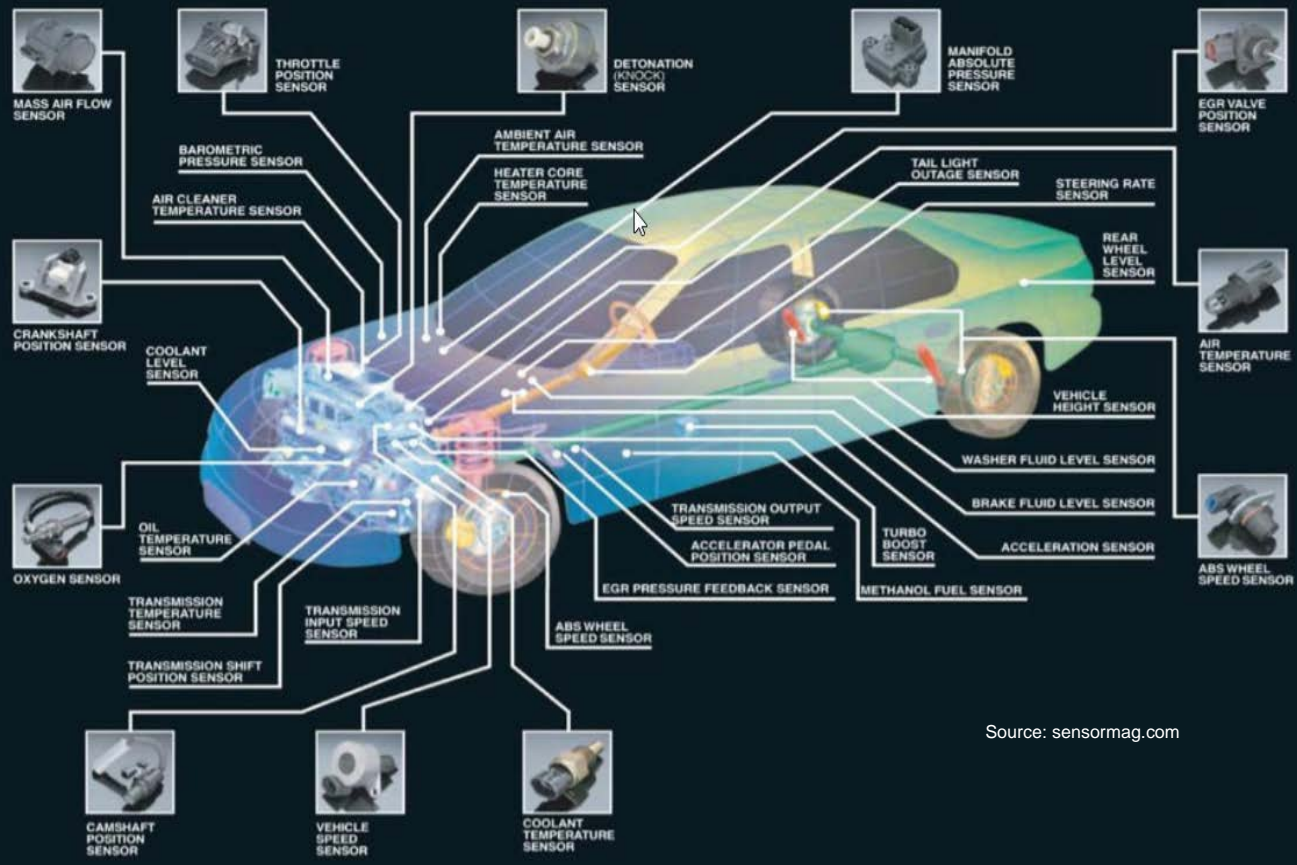 MASS AIR FLOW
SENSOR
THROTTLE
POSITION
SENSOR
DETONATION
(KNOCK)
SENSOR
MANIFOLD
ABSOLUTE
PRESSURE
SENSOR
EGR VALVE
POSITION
SENSOR
BAROMETRIC
PRESSURE SENSOR
AMBIENT AIR
TEMPERATURE SENSOR
HEATER CORE
TEMPERATURE
SENSOR
TAIL LIGHT
OUTAGE SENSOR
STEERING RATE
SENSOR
AIR CLEANER
TEMPERATURE SENSOR
REAR
WHEEL
LEVEL
SENSOR
CRANKSHAFT
POSITION SENSOR
AIR
TEMPERATURE
SENSOR
COOLANT
LEVEL
SENSOR
VEHICLE
HEIGHT SENSOR
WASHER FLUID LEVEL SENSOR
BRAKE FLUID LEVEL SENSOR
OXYGEN SENSOR
OIL
TEMPERATURE
SENSOR
TRANSMISSION OUTPUT
SPEED SENSOR
TURBO
BOOST
SENSOR
ACCELERATION SENSOR
ABS WHEEL
SPEED SENSOR
ACCELERATOR PEDAL
POSITION SENSOR
EGR PRESSURE FEEDBACK SENSOR
METHANOL FUEL SENSOR
TRANSMISSION
TEMPERATURE
SENSOR
TRANSMISSION
INPUT SPEED
SENSOR
ABS WHEEL
SPEED SENSOR
TRANSMISSION SHIFT
POSITION SENSOR
Source: sensormag.com
CAMSHAFT
POSITION
SENSOR
VEHICLE
SPEED
SENSOR
COOLANT
TEMPERATURE
SENSOR